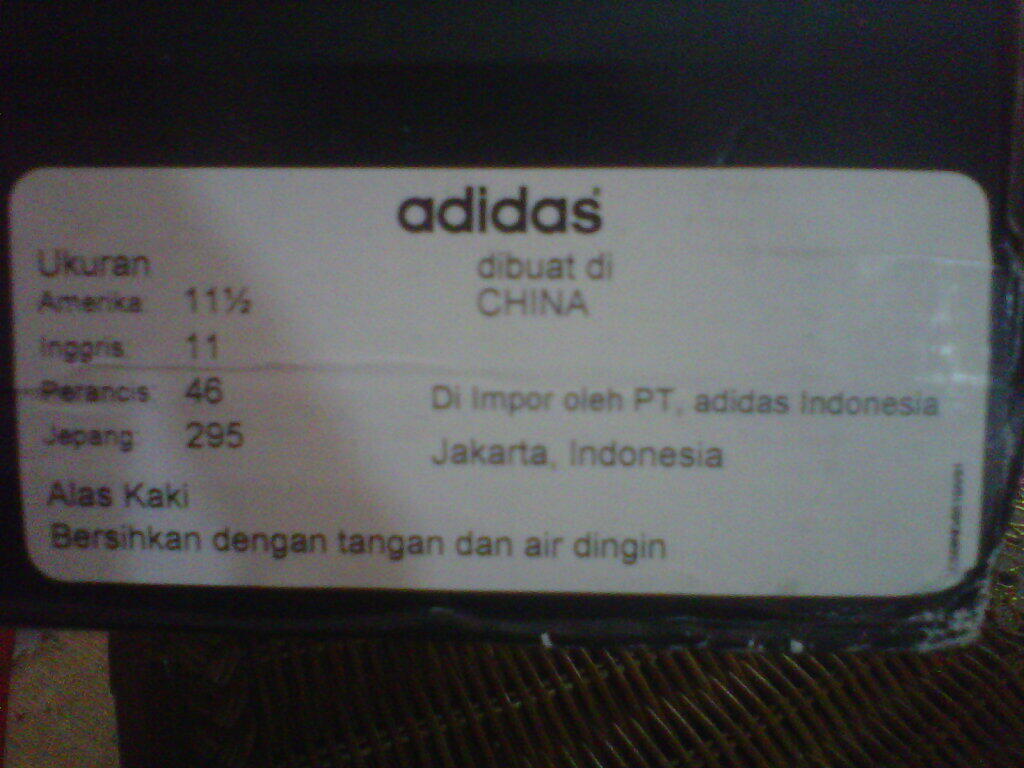 adidas
Ukuran
Amerika: 11½
Inggris: 11
Perancis: 46
Jepang: 295
dibuat di
CHINA
Di Impor oleh PT, adidas Indonesia
Jakarta, Indonesia
Alas Kaki
Bersihkan dengan tangan dan air dingin